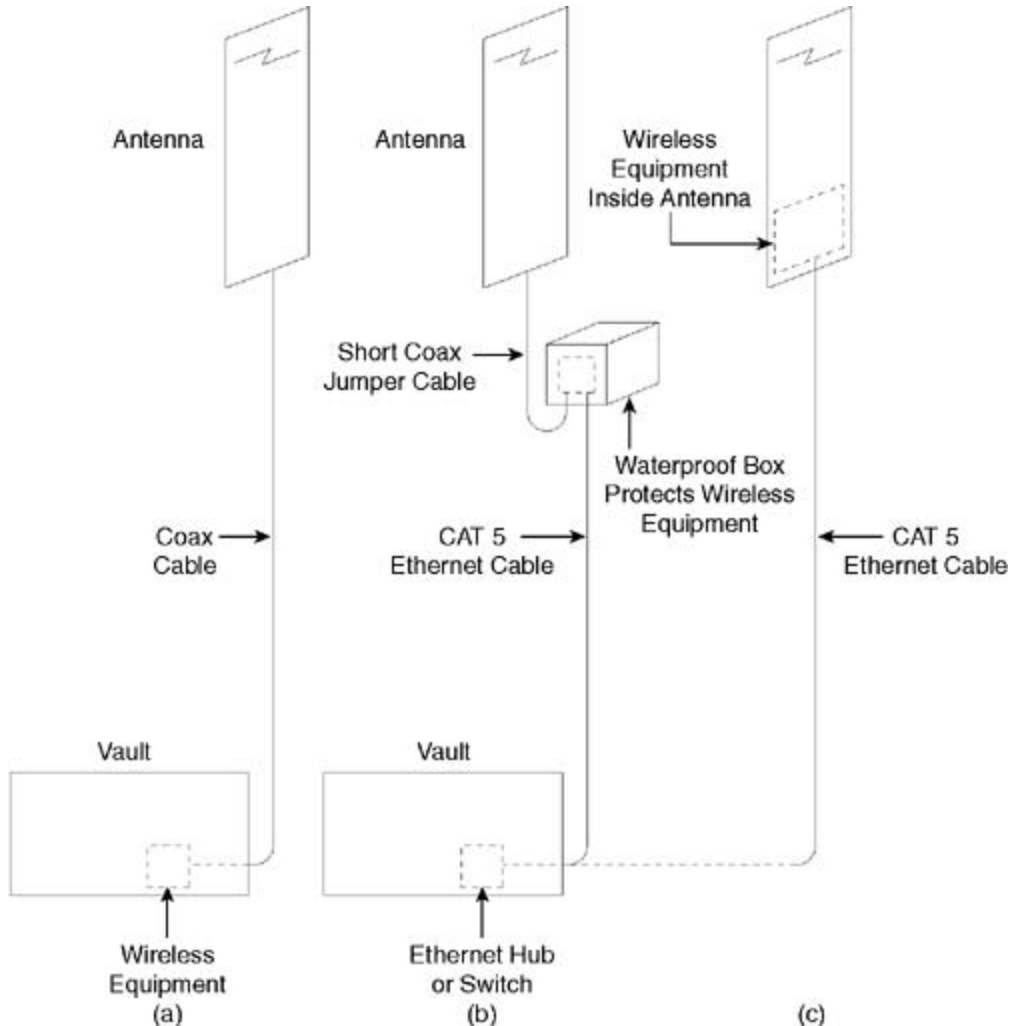 Antenna
Antenna
Wireless
Equipment
Inside Antenna
Short Coax
Jumper Cable
Waterproof Box
Protects Wireless
Equipment
Coax
Cable
CAT 5
Ethernet Cable
CAT 5
Ethernet Cable
Vault
Vault
Wireless
Equipment
(a)
Ethernet Hub
or Switch
(b)
(c)